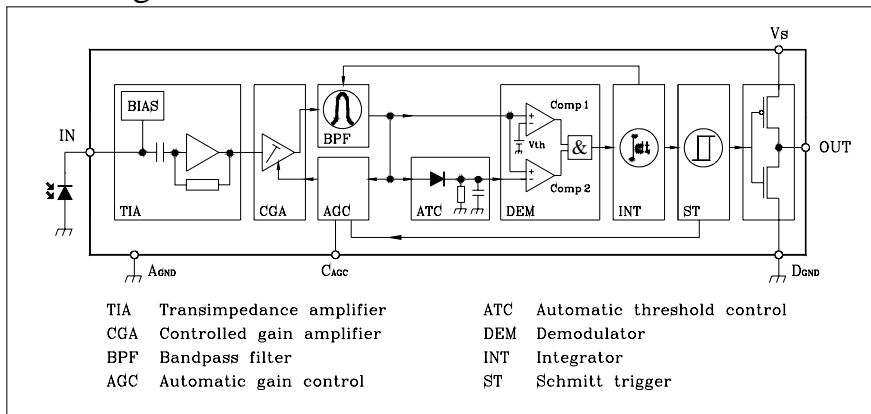 Vs
BIAS
IN
BPF
Comp 1
Vth
&
∫dt
OUT
Comp 2
TIA
CGA
AGC
ATC
DEM
INT
ST
AGND
CAGC
DGND
TIA Transimpedance amplifier
CGA Controlled gain amplifier
BPF Bandpass filter
AGC Automatic gain control
ATC Automatic threshold control
DEM Demodulator
INT Integrator
ST Schmitt trigger